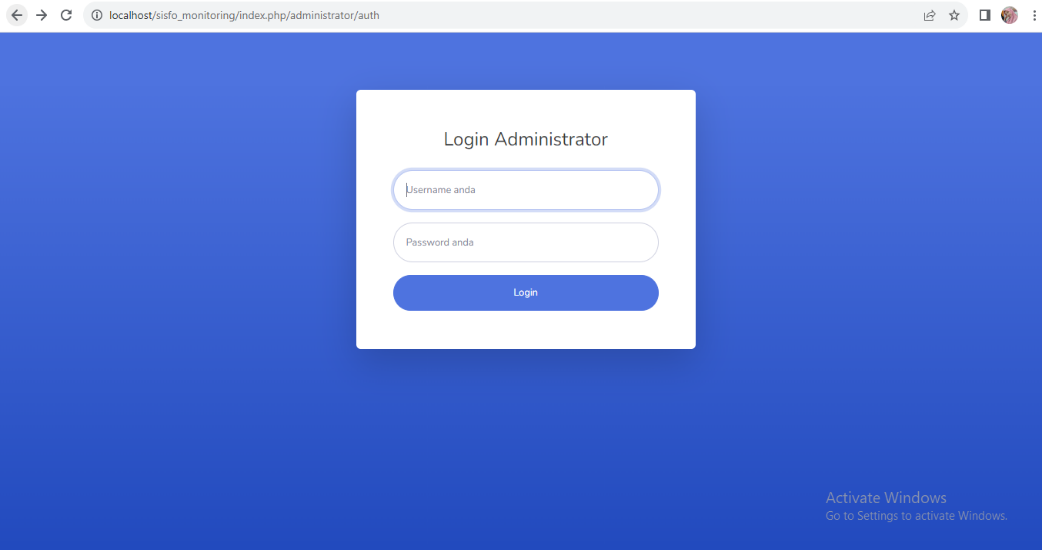 localhost/sisfo_monitoring/index.php/administrator/auth
Login Administrator
Username anda
Password anda
Login
Activate Windows
Go to Settings to activate Windows.